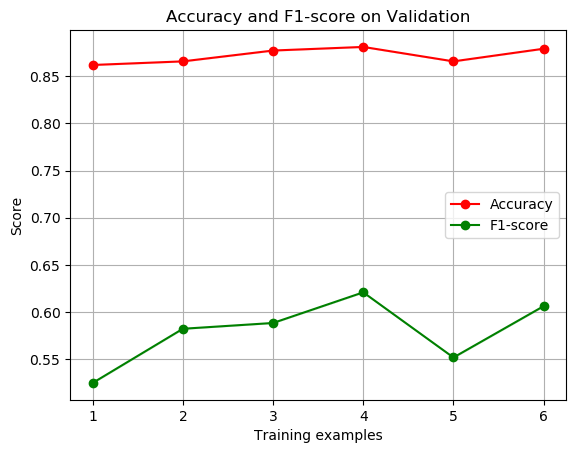 Accuracy and F1-score on Validation
Score
0.85
0.80
0.75
0.70
0.65
0.60
0.55
Accuracy
F1-score
1 2 3 4 5 6
Training examples